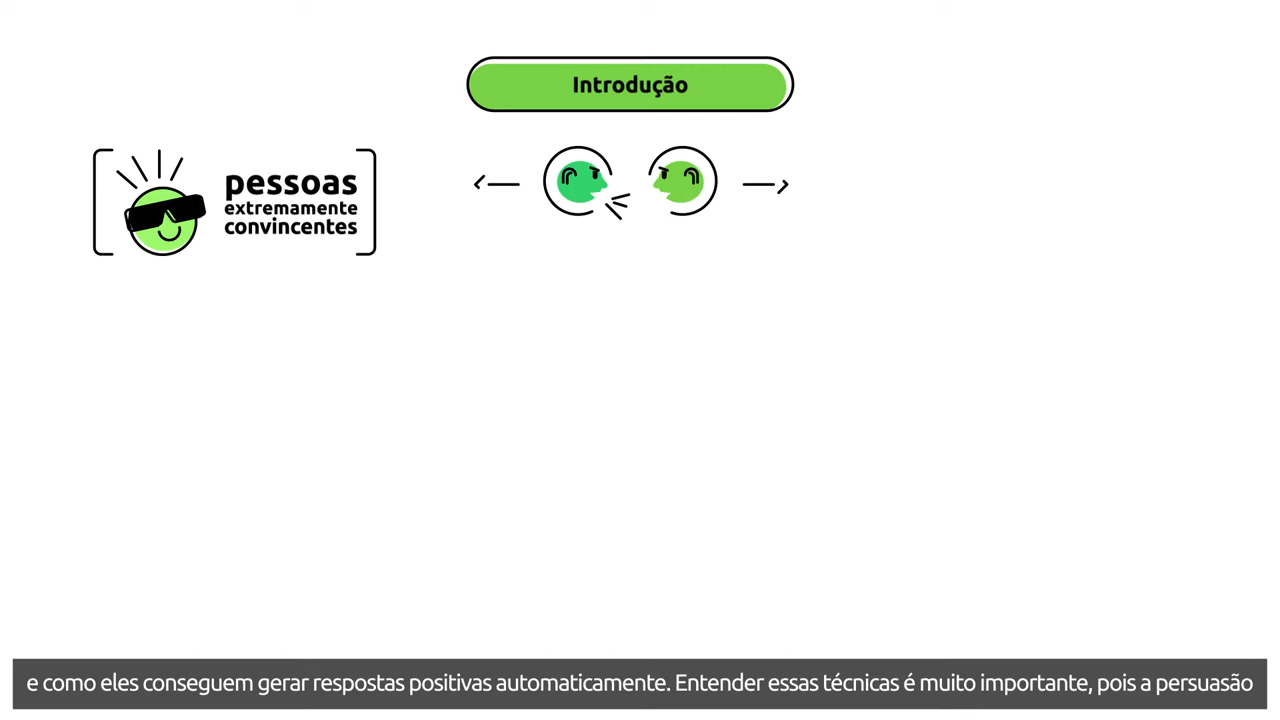 Introdução
pessoas
extremamente
convincentes
e como eles conseguem gerar respostas positivas automaticamente. Entender essas técnicas é muito importante, pois a persuasão